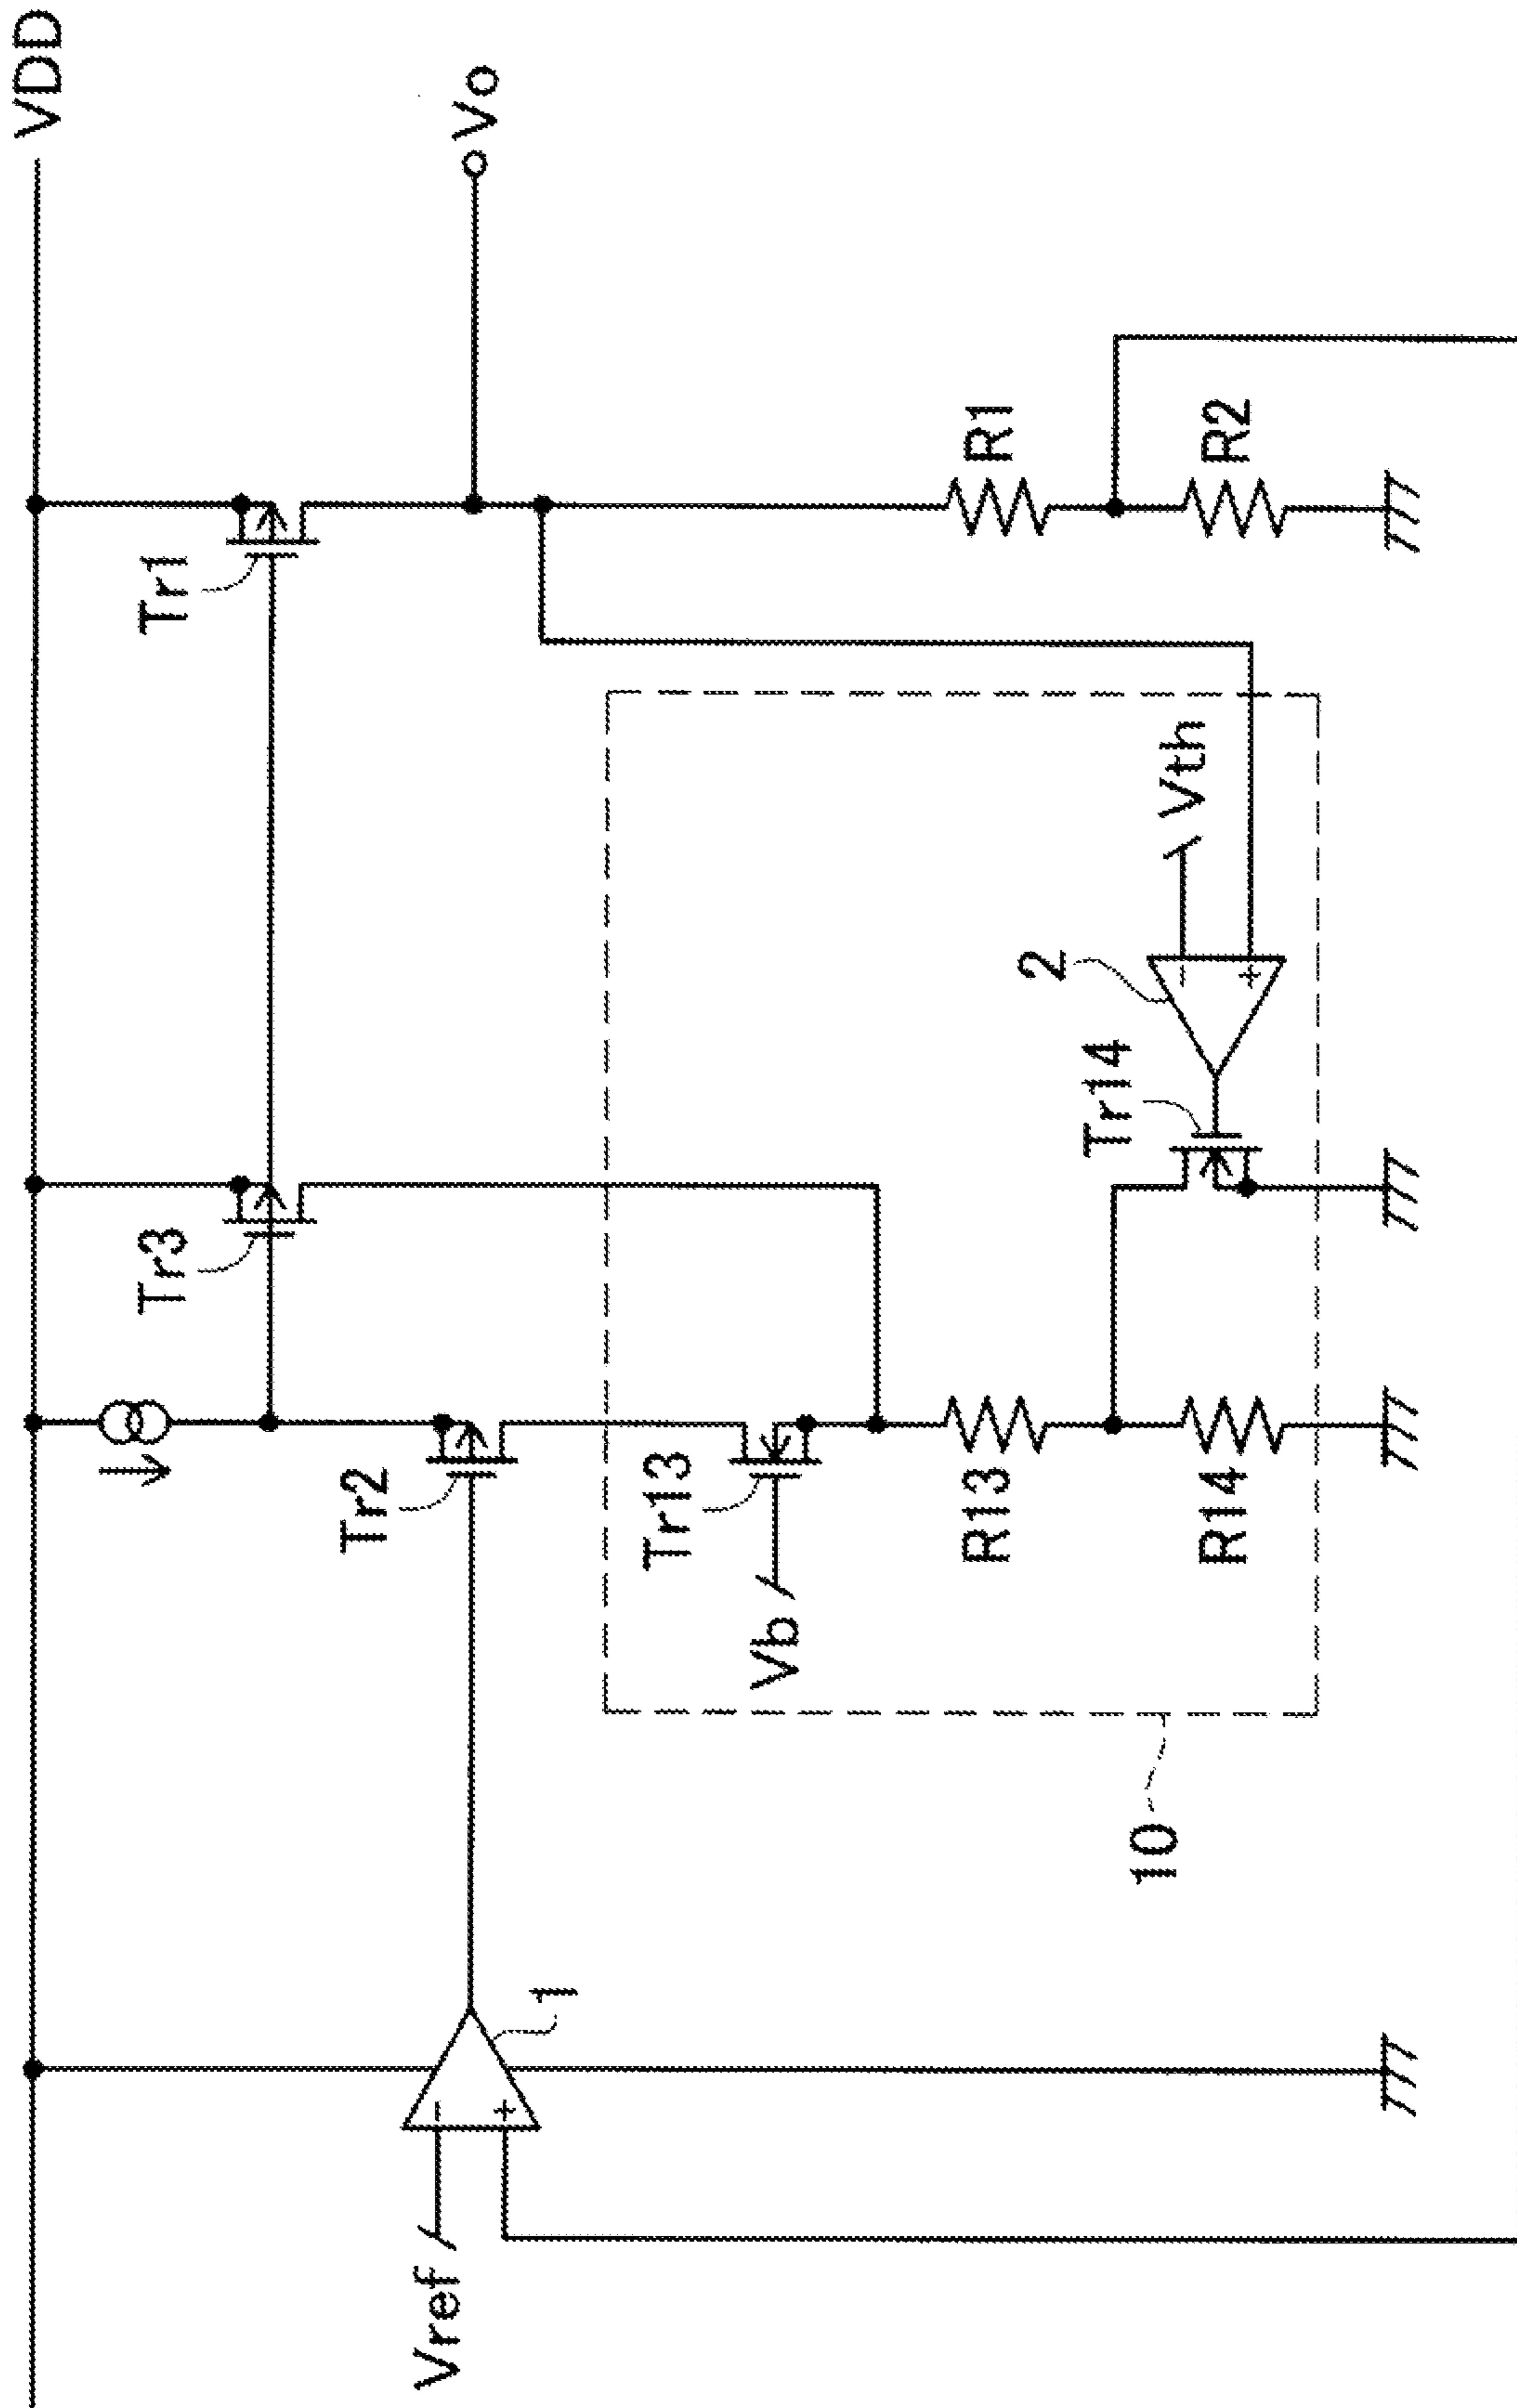 VDD
Tr1
Vo
Tr3
Tr2
Tr13
Vb
R13
R14
Tr14
2
Vth
R1
R2
1
Vref
10
-
+
-
+